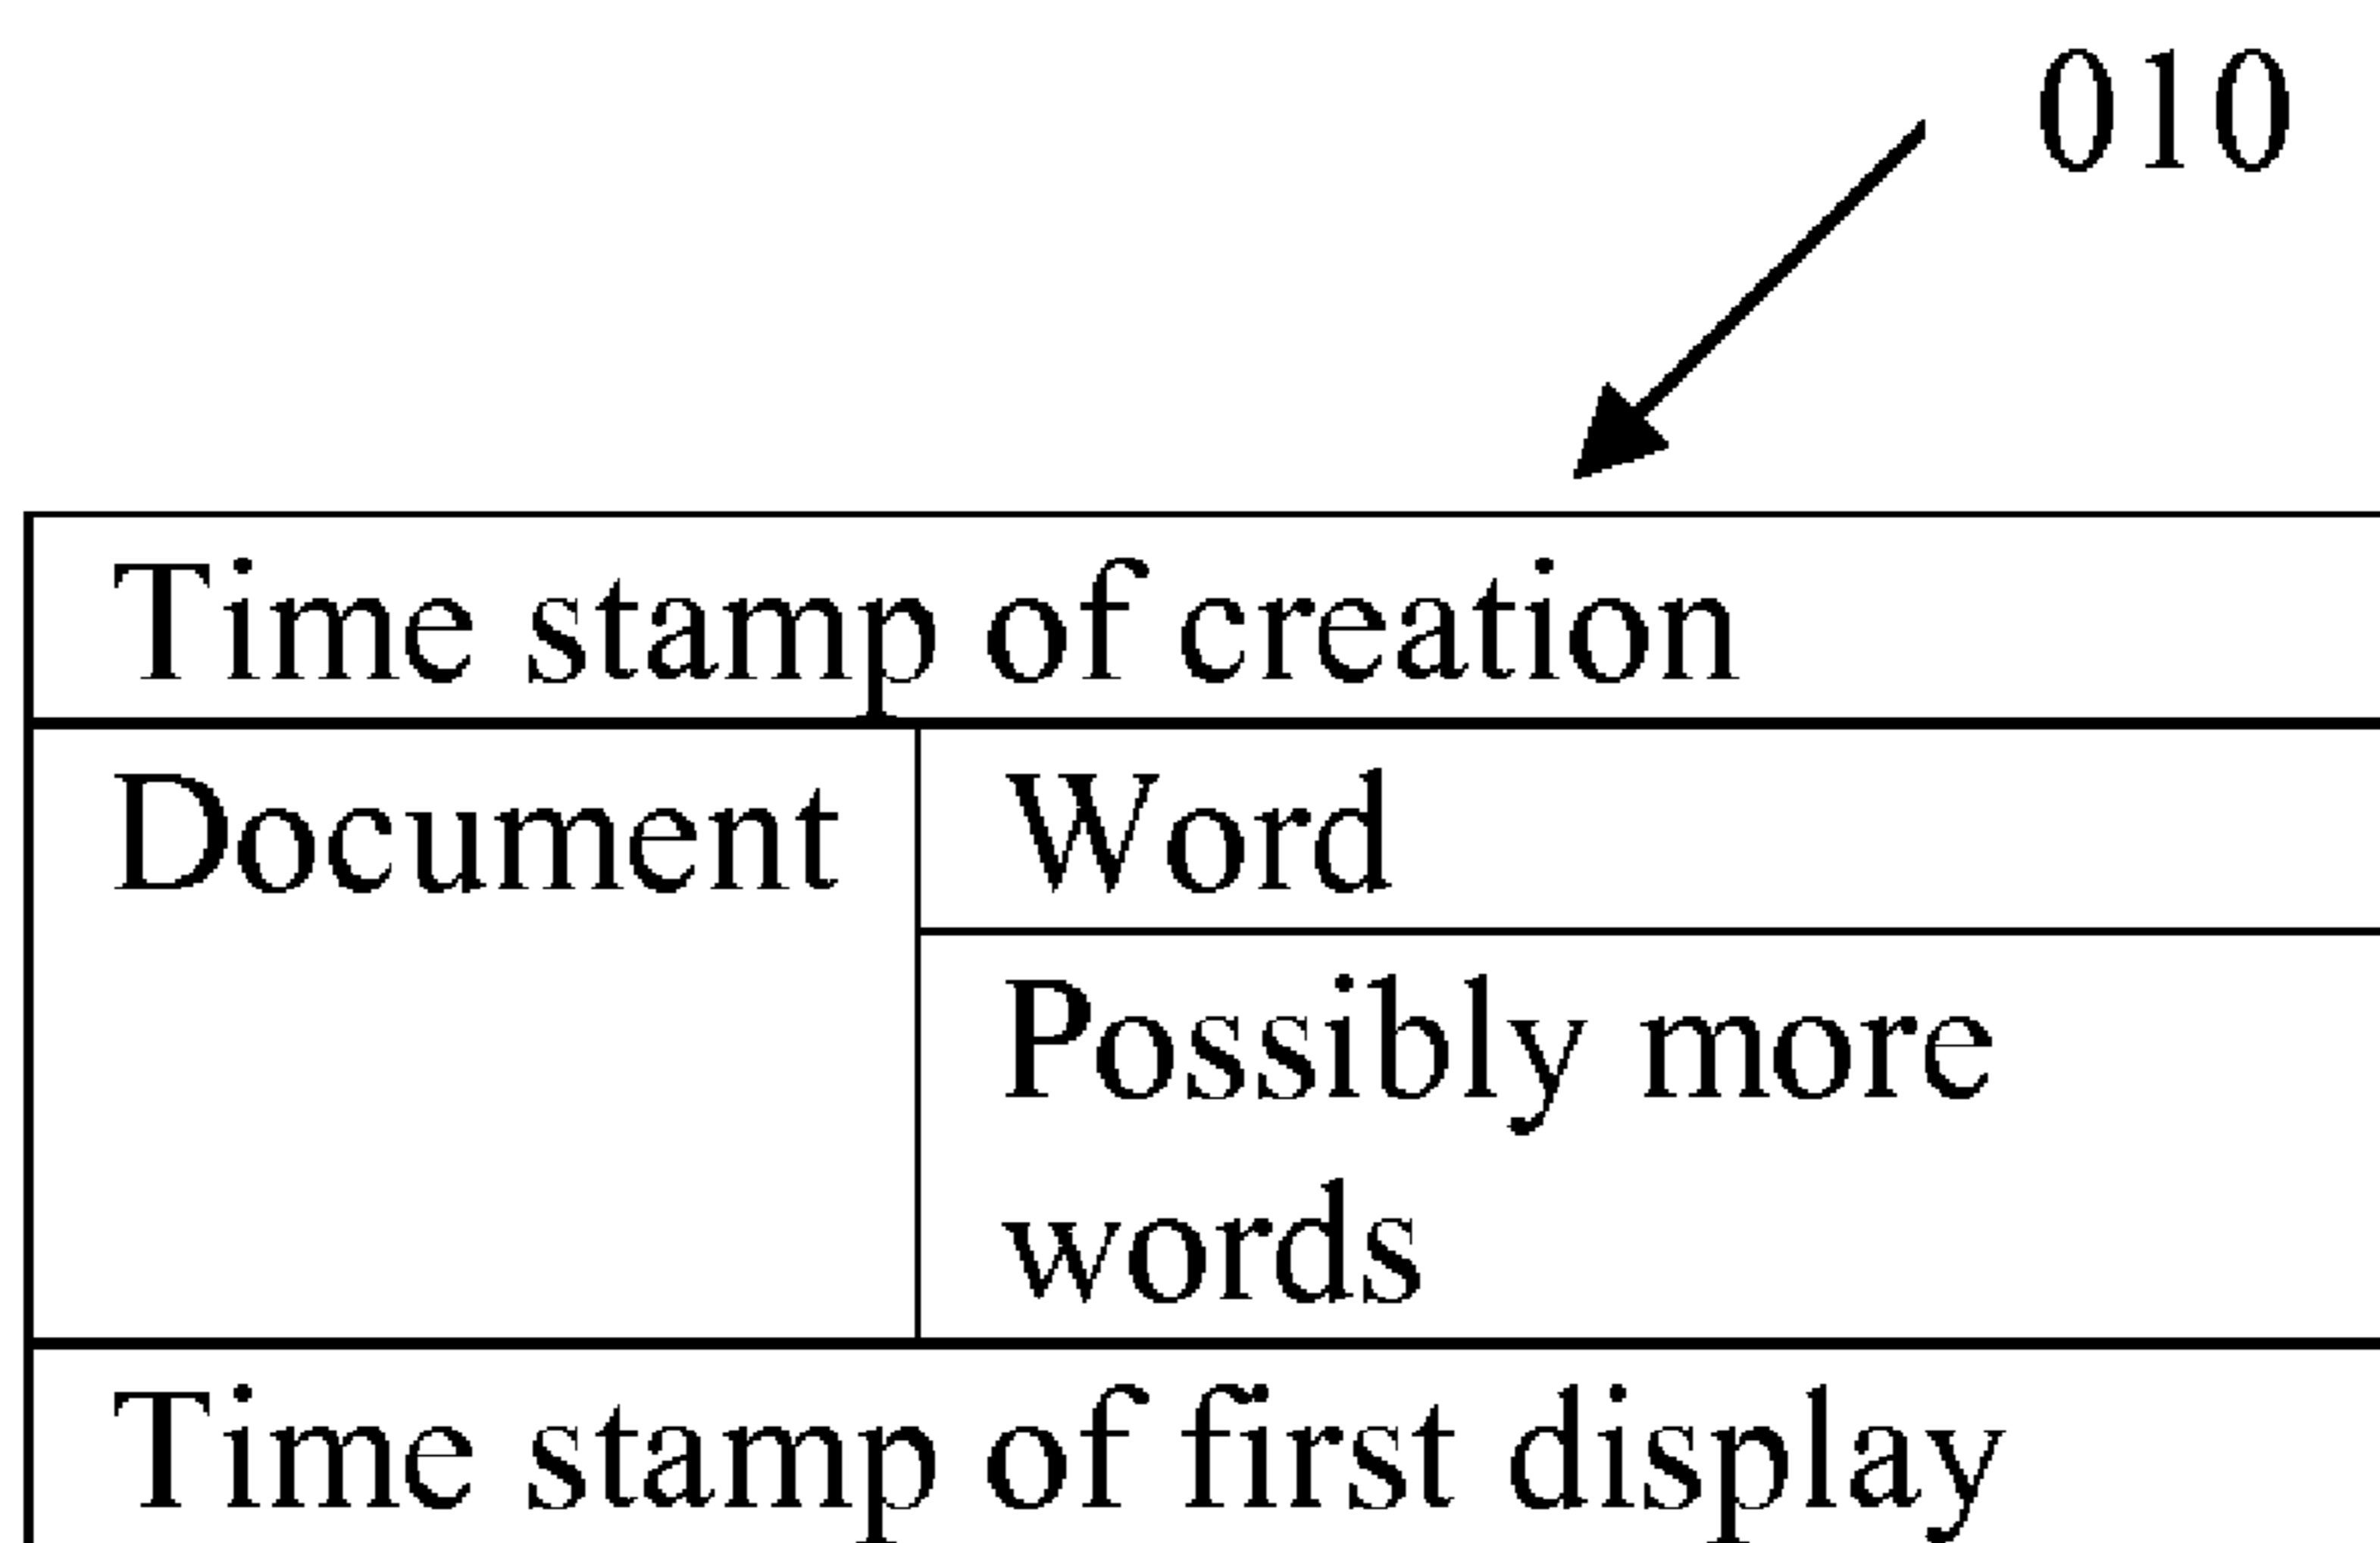 010
Time stamp of creation
Document
Word
Possibly more
words
Time stamp of first display